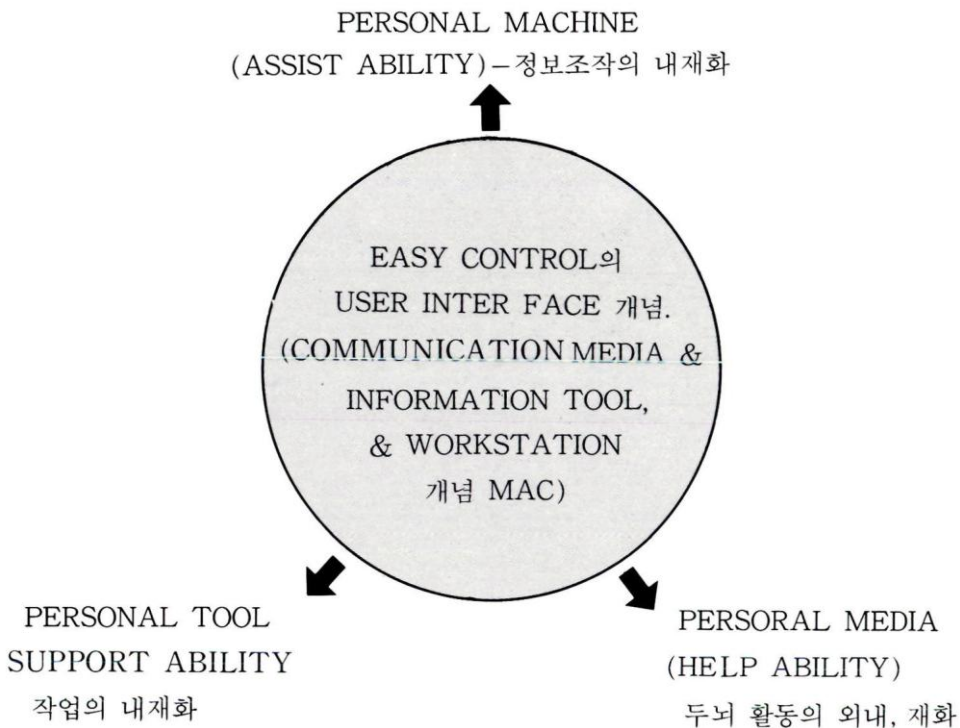 PERSONAL MACHINE
(ASSIST ABILITY)–정보조작의 내재화
EASY CONTROL의
USER INTER FACE 개념.
(COMMUNICATION MEDIA &
INFORMATION TOOL,
& WORKSTATION
개념 MAC)
PERSONAL TOOL
SUPPORT ABILITY
작업의 내재화
PERSORAL MEDIA
(HELP ABILITY)
두뇌 활동의 외내, 재화